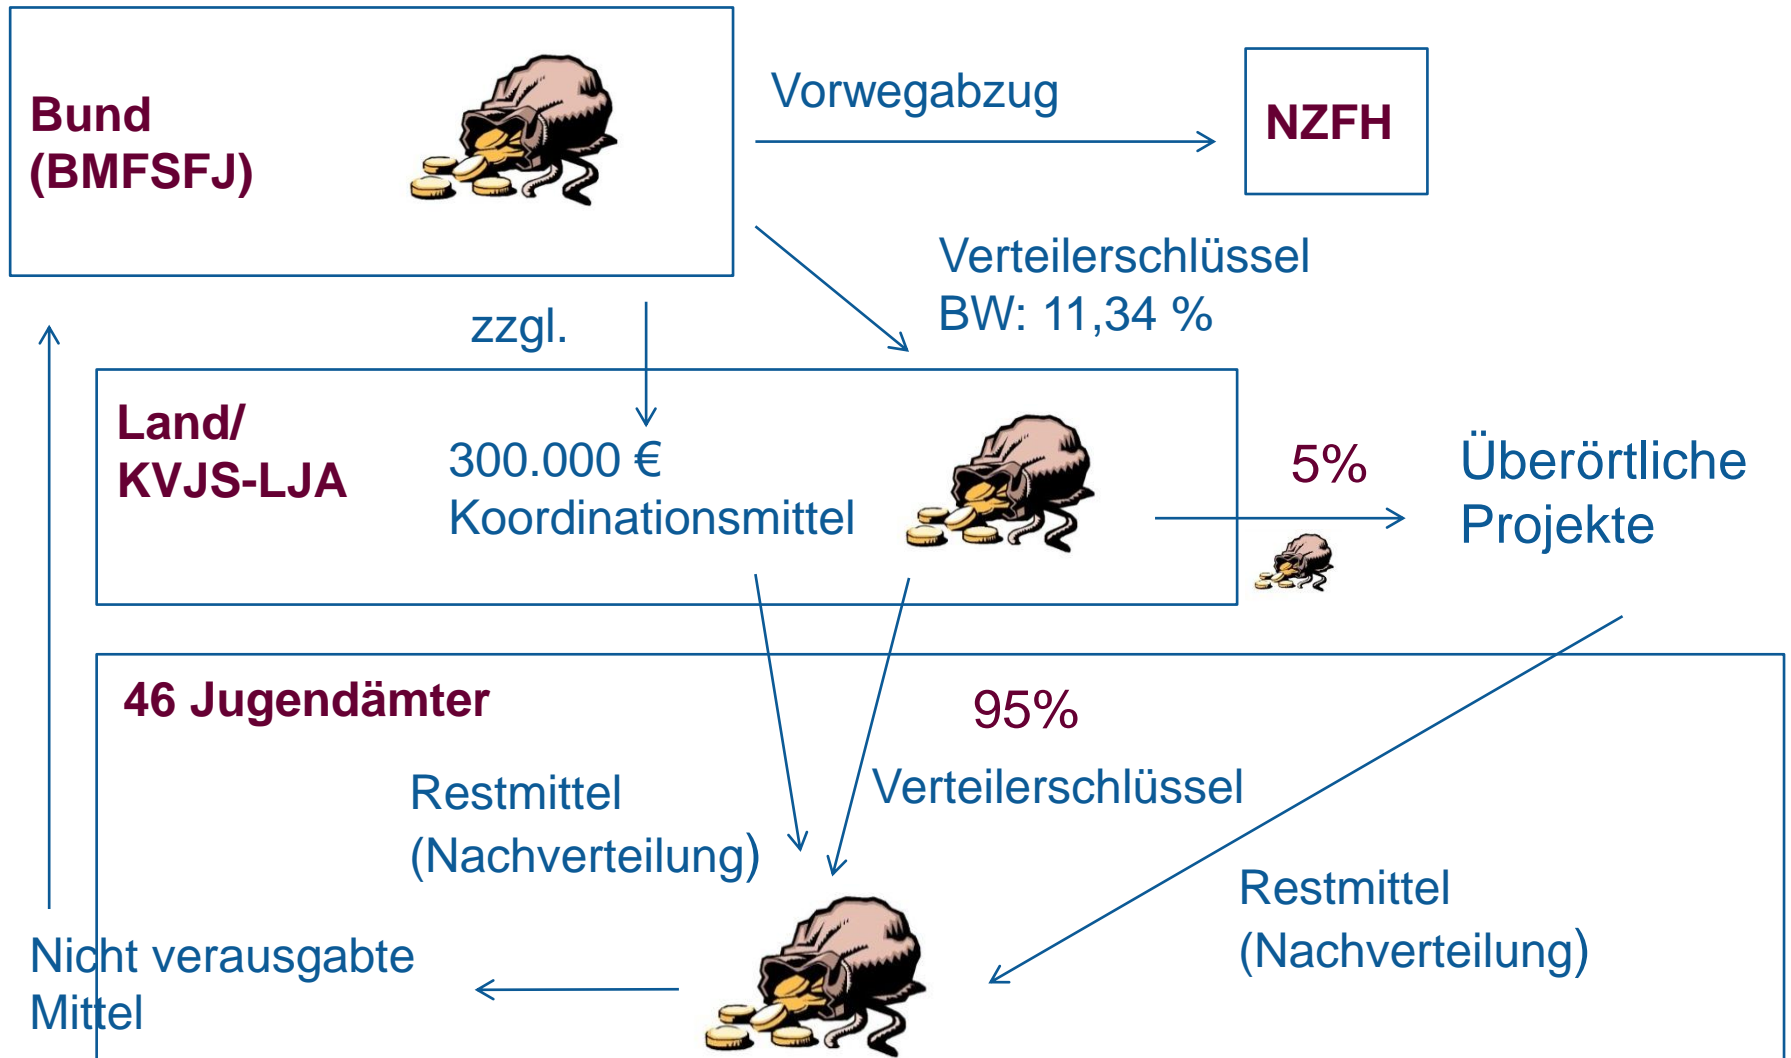 Bund
(BMFSFJ)
Vorwegabzug
NZFH
Verteilerschlüssel
BW: 11,34 %
zzgl.
Land/
KVJS-LJA
300.000 €
Koordinationsmittel
5%
Überörtliche
Projekte
46 Jugendämter
95%
Restmittel
(Nachverteilung)
Verteilerschlüssel
Restmittel
(Nachverteilung)
Nicht verausgabte
Mittel